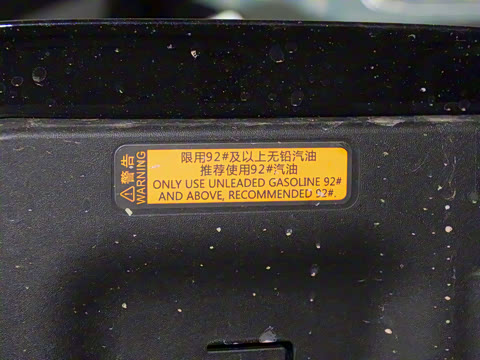 警告
WARNING
限用92#及以上无铅汽油
推荐使用92#汽油
ONLY USE UNLEADED GASOLINE 92#
AND ABOVE, RECOMMENDED 92#.